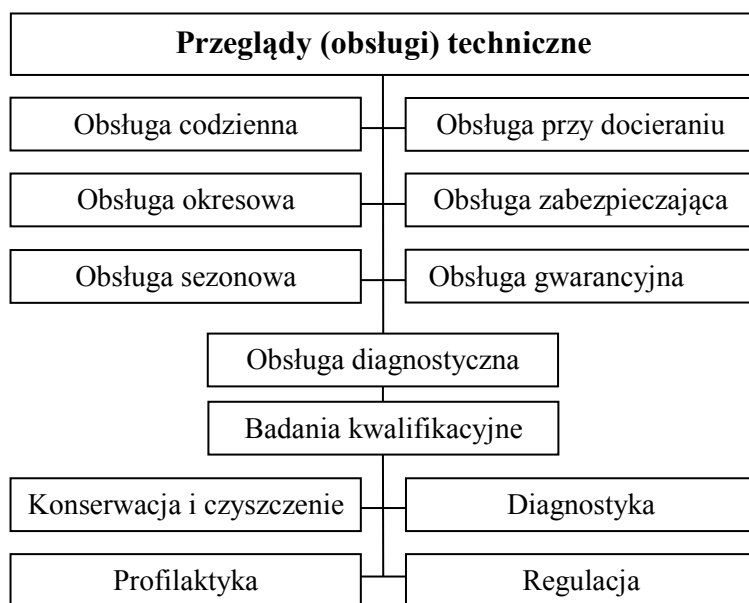 Przeglądy (obsługi) techniczne
Obsługa codzienna
Obsługa przy docieraniu
Obsługa okresowa
Obsługa zabezpieczająca
Obsługa sezonowa
Obsługa gwarancyjna
Obsługa diagnostyczna
Badania kwalifikacyjne
Konserwacja i czyszczenie
Diagnostyka
Profilaktyka
Regulacja